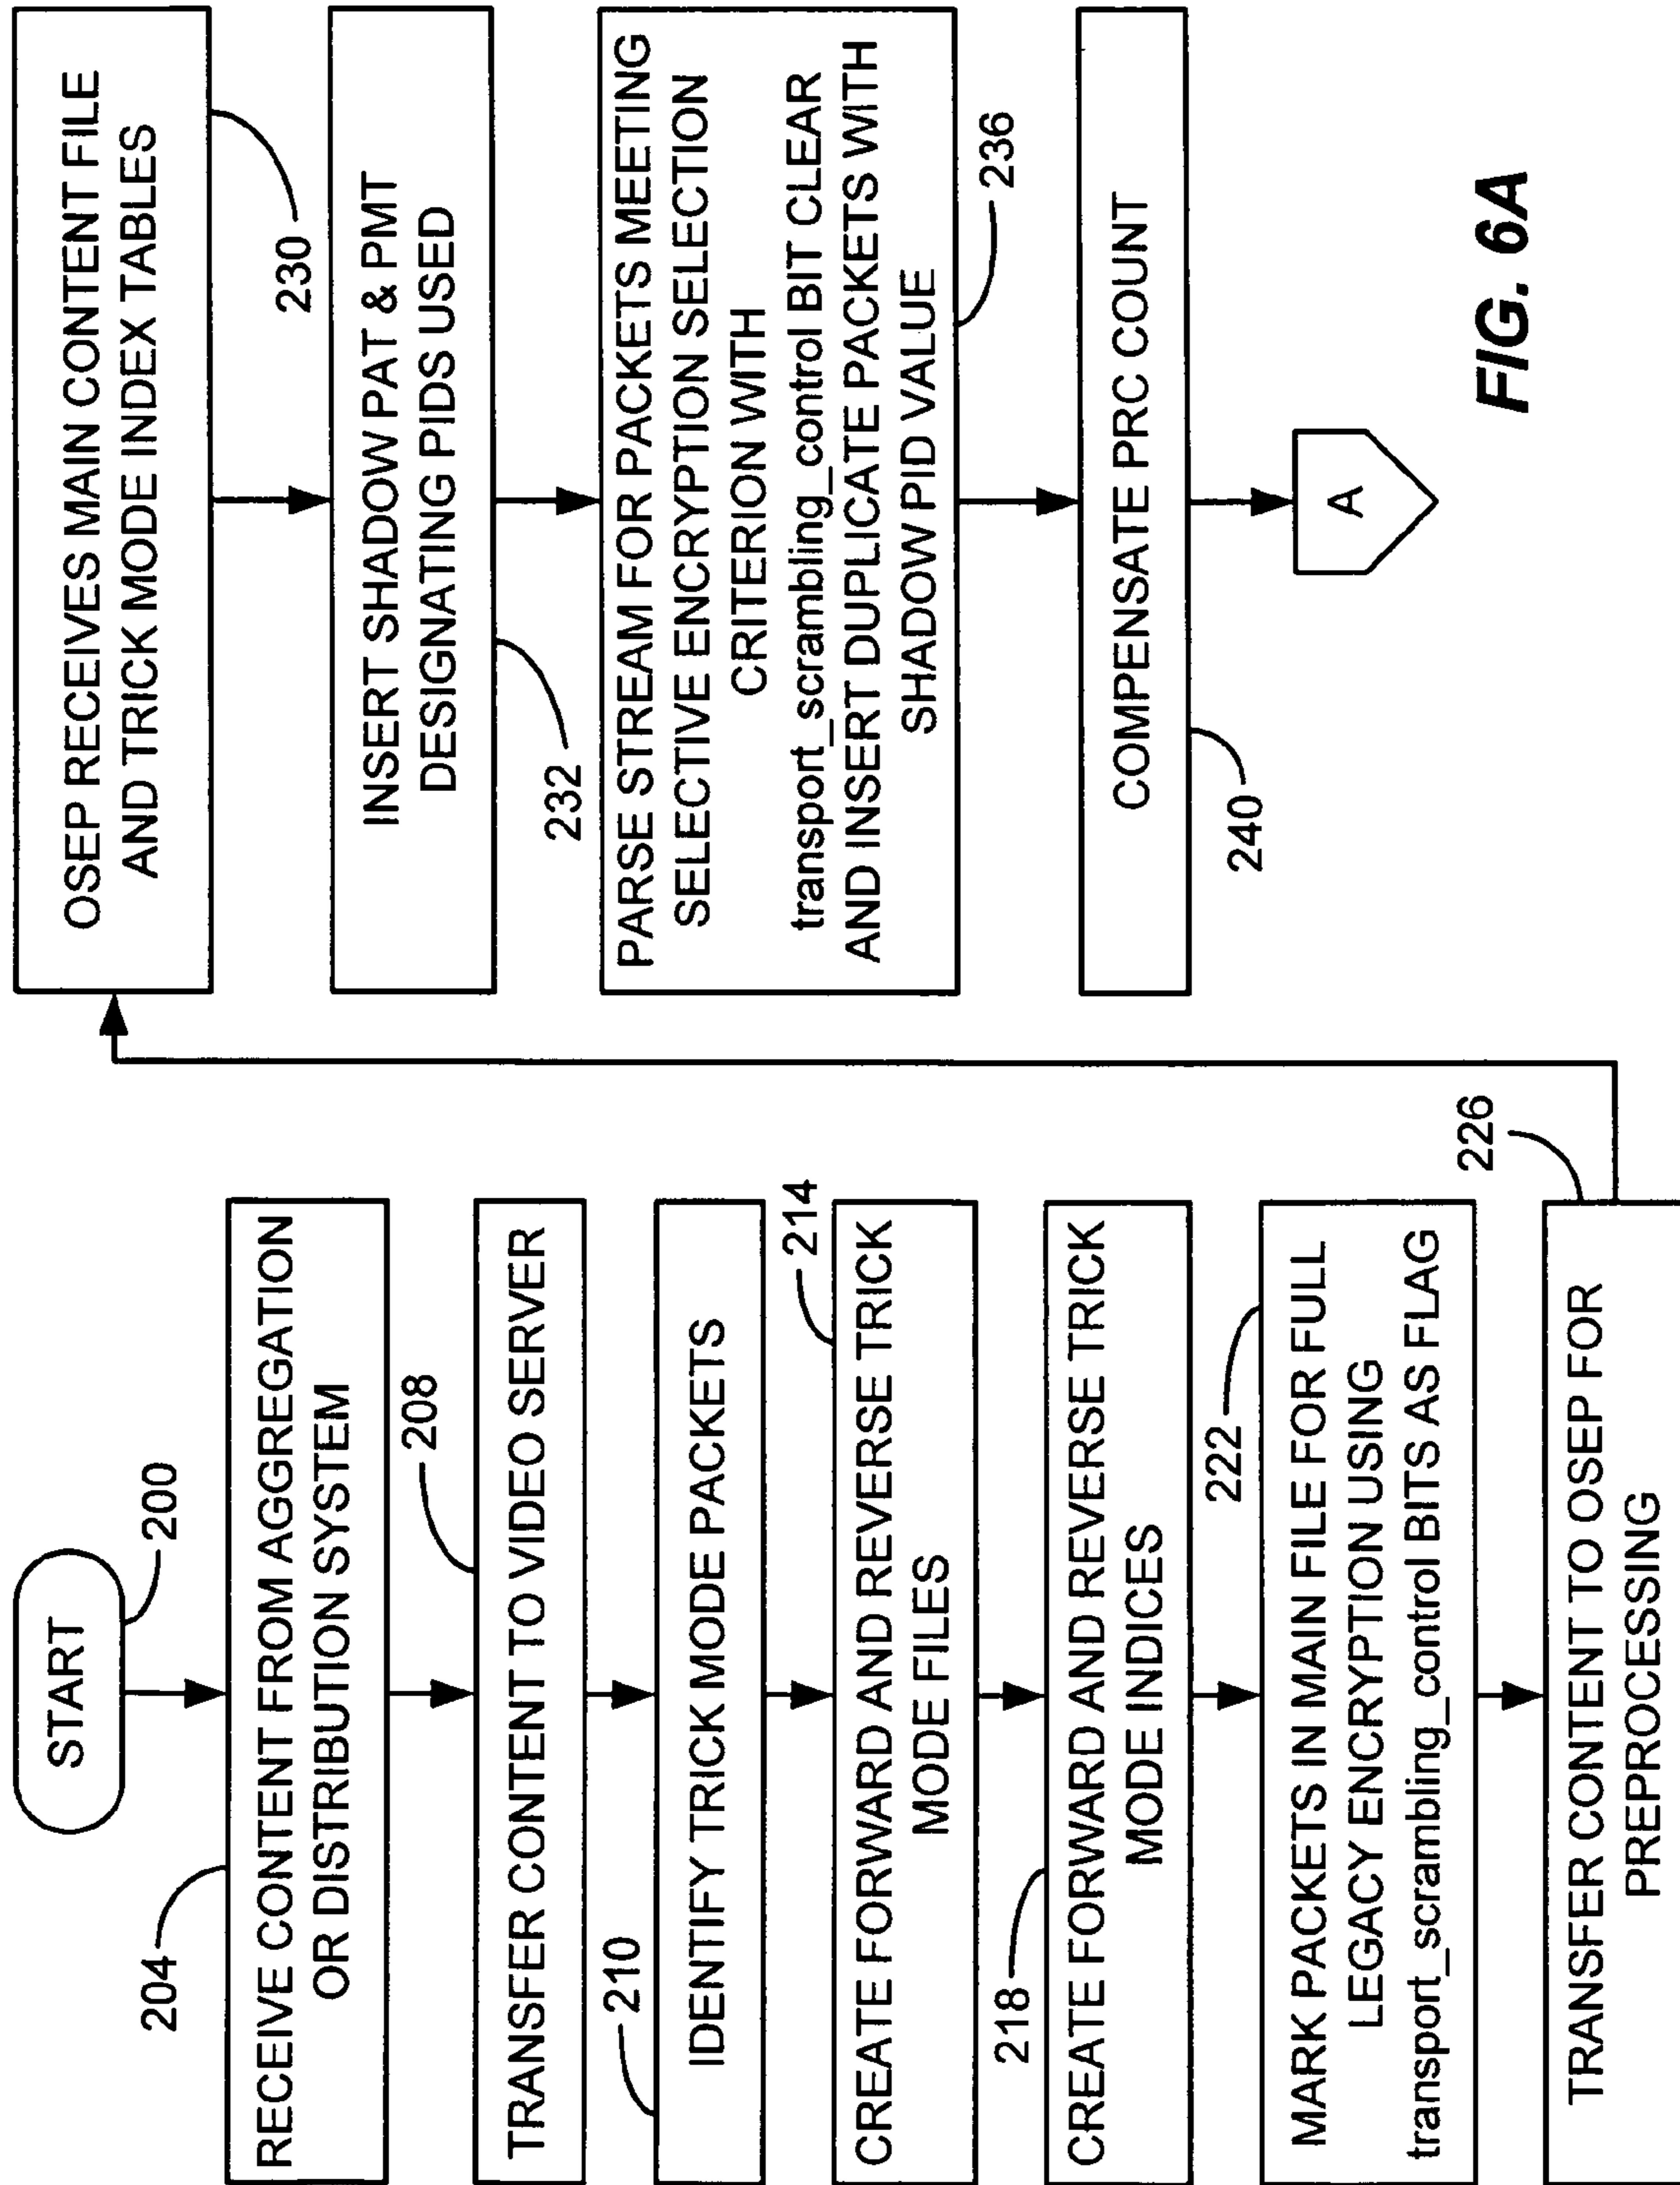 START
200
204
RECEIVE CONTENT FROM AGGREGATION
OR DISTRIBUTION SYSTEM
208
TRANSFER CONTENT TO VIDEO SERVER
210
IDENTIFY TRICK MODE PACKETS
214
CREATE FORWARD AND REVERSE TRICK
MODE FILES
218
CREATE FORWARD AND REVERSE TRICK
MODE INDICES
222
MARK PACKETS IN MAIN FILE FOR FULL
LEGACY ENCRYPTION USING
transport_scrambling_control BITS AS FLAG
226
TRANSFER CONTENT TO OSEP FOR
PREPROCESSING
OSEP RECEIVES MAIN CONTENT FILE
AND TRICK MODE INDEX TABLES
230
INSERT SHADOW PAT & PMT
DESIGNATING PIDS USED
232
PARSE STREAM FOR PACKETS MEETING
SELECTIVE ENCRYPTION SELECTION
CRITERION WITH
transport_scrambling_control BIT CLEAR
AND INSERT DUPLICATE PACKETS WITH
SHADOW PID VALUE
236
COMPENSATE PRC COUNT
240
A
FIG. 6A